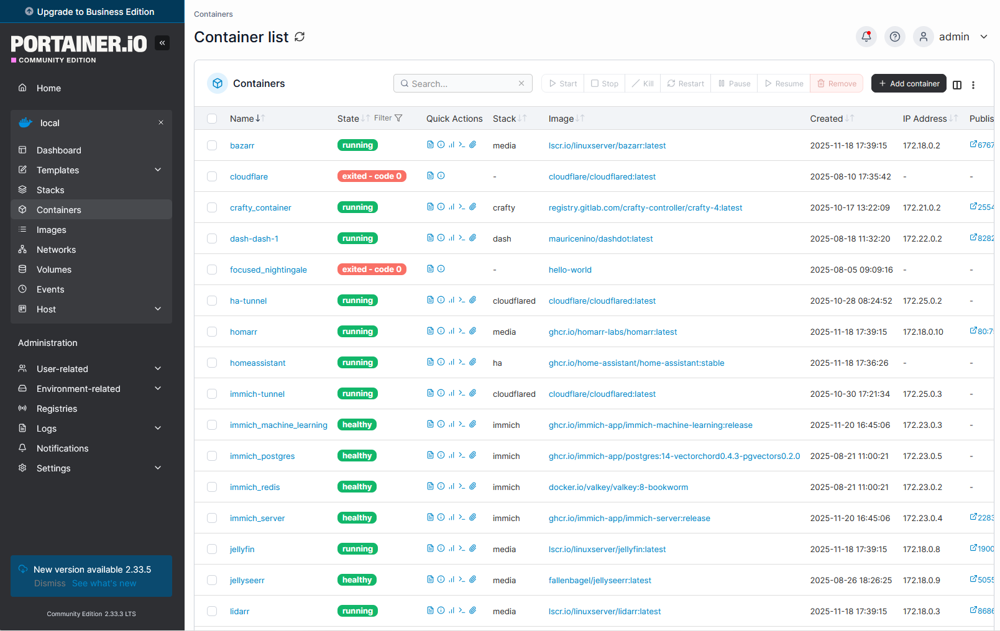 Upgrade to Business Edition
PORTAINER.iO
COMMUNITY EDITION
Home
local
Dashboard
Templates
Stacks
Containers
Images
Networks
Volumes
Events
Host
Administration
User-related
Environment-related
Registries
Logs
Notifications
Settings
New version available 2.33.5
Dismiss See what's new
Community Edition 2.33.3 LTS
Containers
Container list
admin
Containers
Search...
Start Stop Kill Restart Pause Resume Remove
Add container
Name State Filter Quick Actions Stack Image Created IP Address Publis
bazarr running media lscr.io/linuxserver/bazarr:latest 2025-11-18 17:39:15 172.18.0.2 6767
cloudflare exited - code 0 - cloudflare/cloudflared:latest 2025-08-10 17:35:42 - -
crafty_container running crafty registry.gitlab.com/crafty-controller/crafty-4:latest 2025-10-17 13:22:09 172.21.0.2 2554
dash-dash-1 running dash mauricenino/dashdot:latest 2025-08-18 11:32:20 172.22.0.2 8282
focused_nightingale exited - code 0 - hello-world 2025-08-05 09:09:16 - -
ha-tunnel running cloudflared cloudflare/cloudflared:latest 2025-10-28 08:24:52 172.25.0.2 -
homarr running media ghcr.io/homarr-labs/homarr:latest 2025-11-18 17:39:15 172.18.0.10 80:7
homeassistant running ha ghcr.io/home-assistant/home-assistant:stable 2025-11-18 17:36:26 - -
immich-tunnel running cloudflared cloudflare/cloudflared:latest 2025-10-30 17:21:34 172.25.0.3 -
immich_machine_learning healthy immich ghcr.io/immich-app/immich-machine-learning:release 2025-11-20 16:45:06 172.23.0.3 -
immich_postgres healthy immich ghcr.io/immich-app/postgres:14-vectorchord0.4.3-pgvectors0.2.0 2025-08-21 11:00:21 172.23.0.5 -
immich_redis healthy immich docker.io/valkey/valkey:8-bookworm 2025-08-21 11:00:21 172.23.0.2 -
immich_server healthy immich ghcr.io/immich-app/immich-server:release 2025-11-20 16:45:06 172.23.0.4 2283
jellyfin running media lscr.io/linuxserver/jellyfin:latest 2025-11-18 17:39:15 172.18.0.8 1900
jellyseerr healthy media fallenbagel/jellyseerr:latest 2025-08-26 18:26:25 172.18.0.9 5055
lidarr running media lscr.io/linuxserver/lidarr:latest 2025-11-18 17:39:15 172.18.0.3 8686